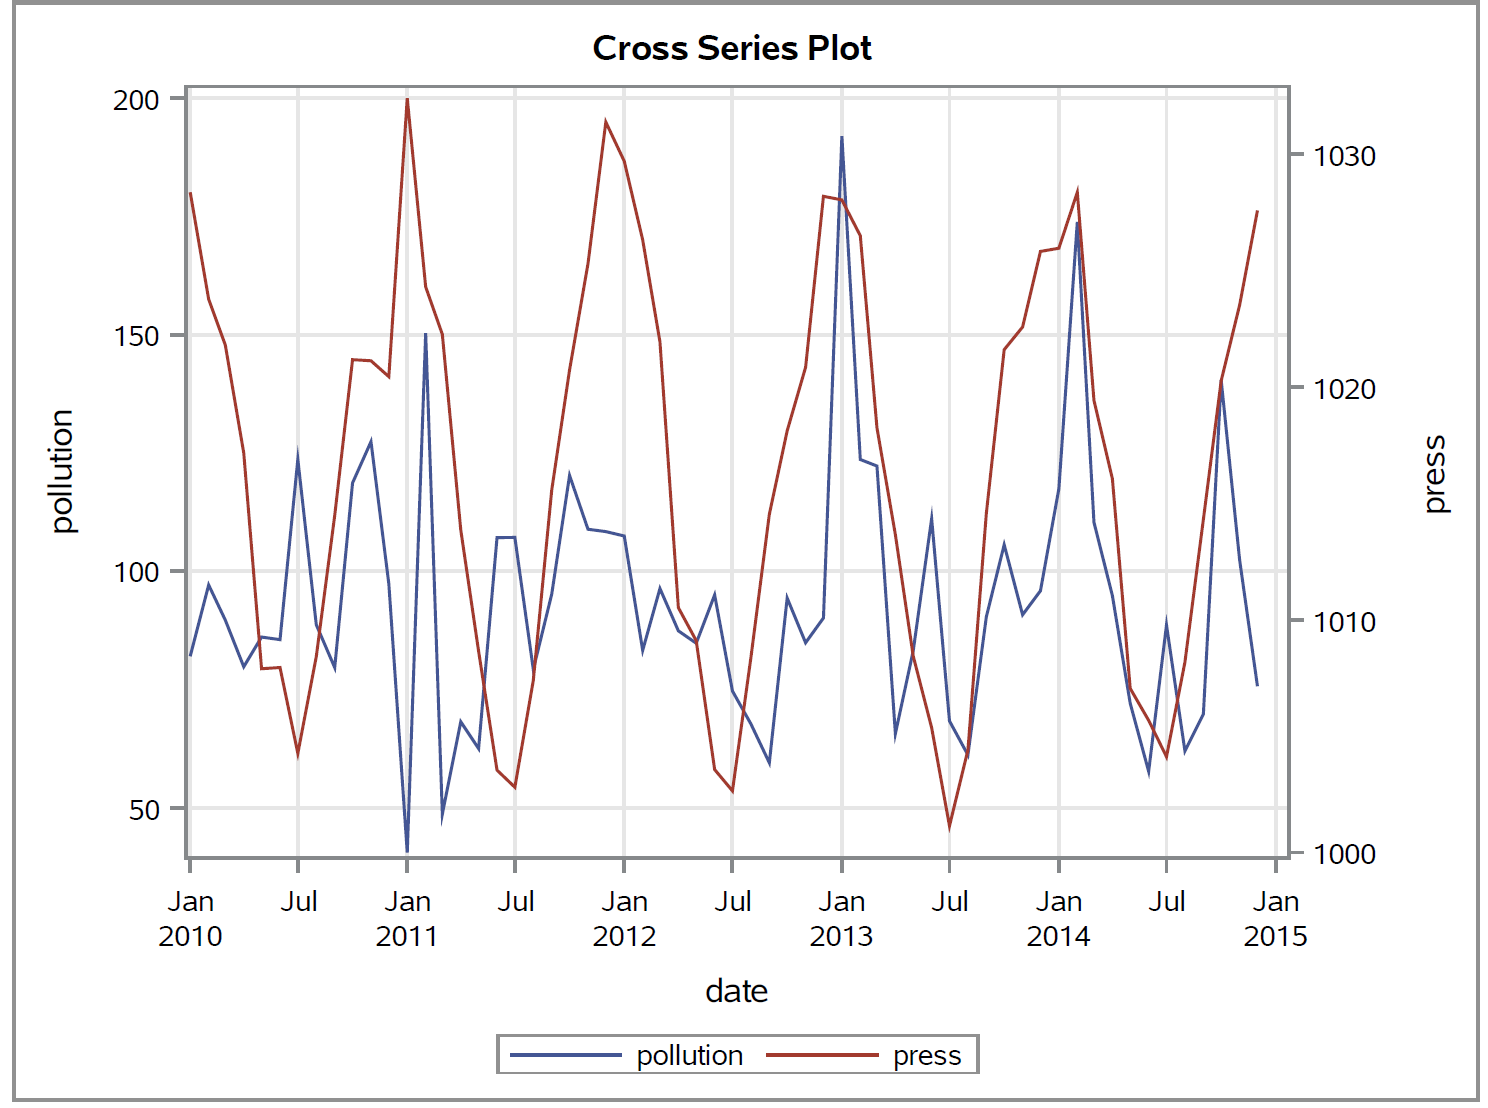 Cross Series Plot
200
150
100
50
pollution
1030
1020
1010
1000
press
Jan Jul Jan Jul Jan Jul Jan Jul Jan Jul Jan
2010 2011 2012 2013 2014 2015
date
pollution press